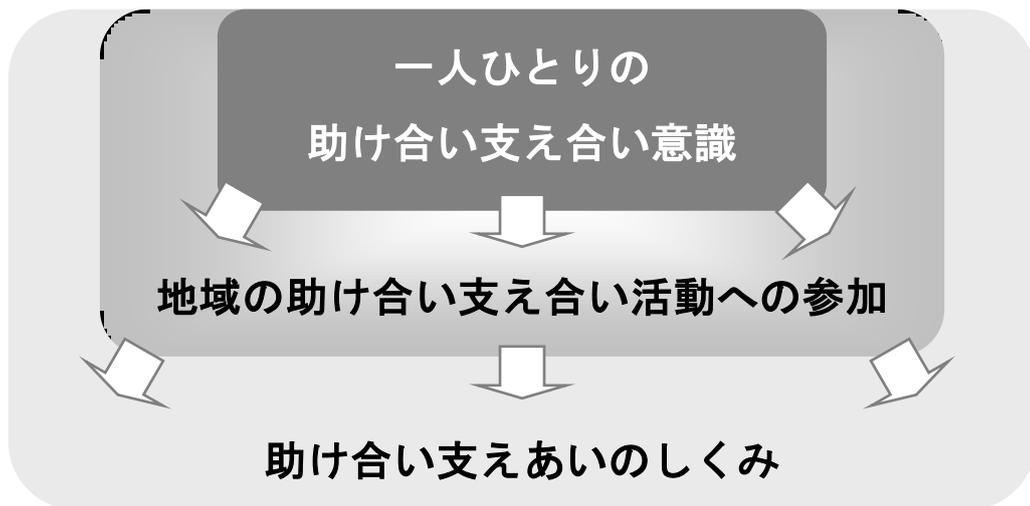 一人ひとりの
助け合い支え合い意識
地域の助け合い支え合い活動への参加
助け合い支えあいのしくみ